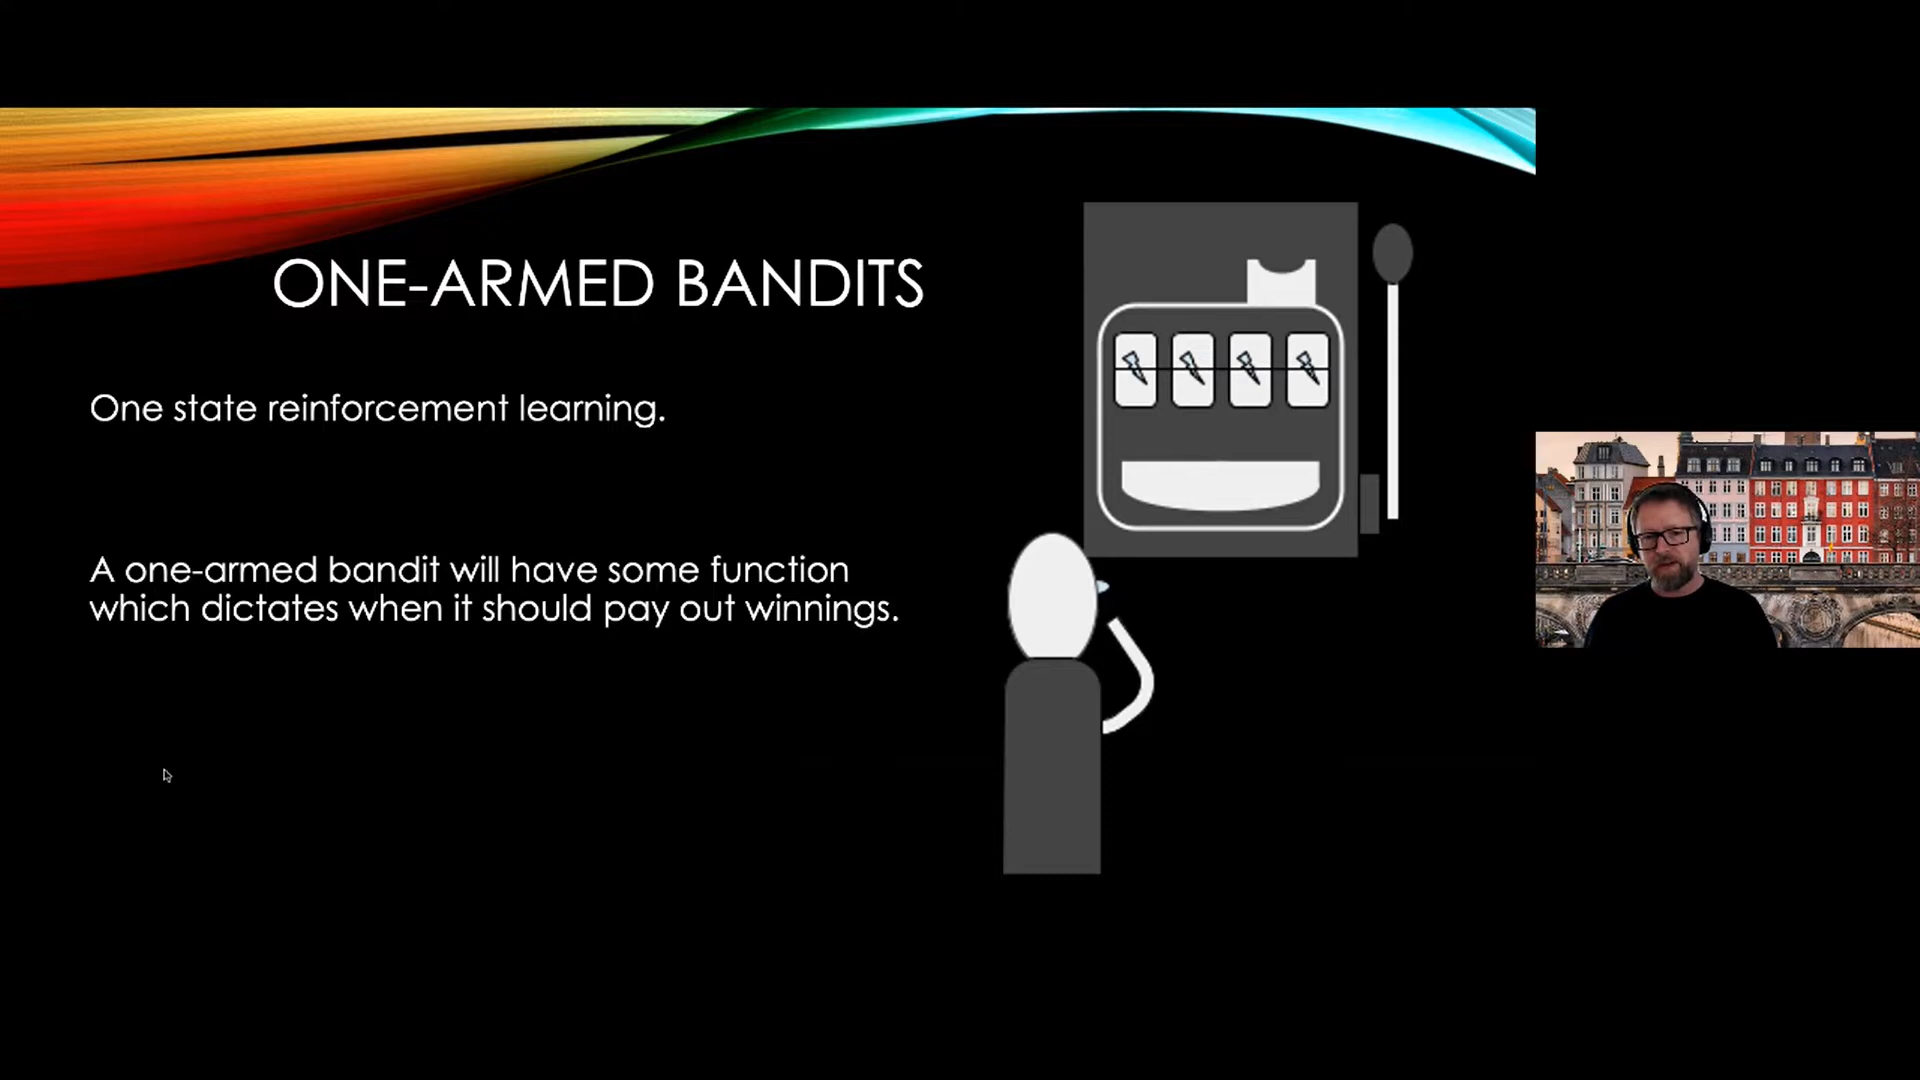 ONE-ARMED BANDITS
One state reinforcement learning.
A one-armed bandit will have some function
which dictates when it should pay out winnings.